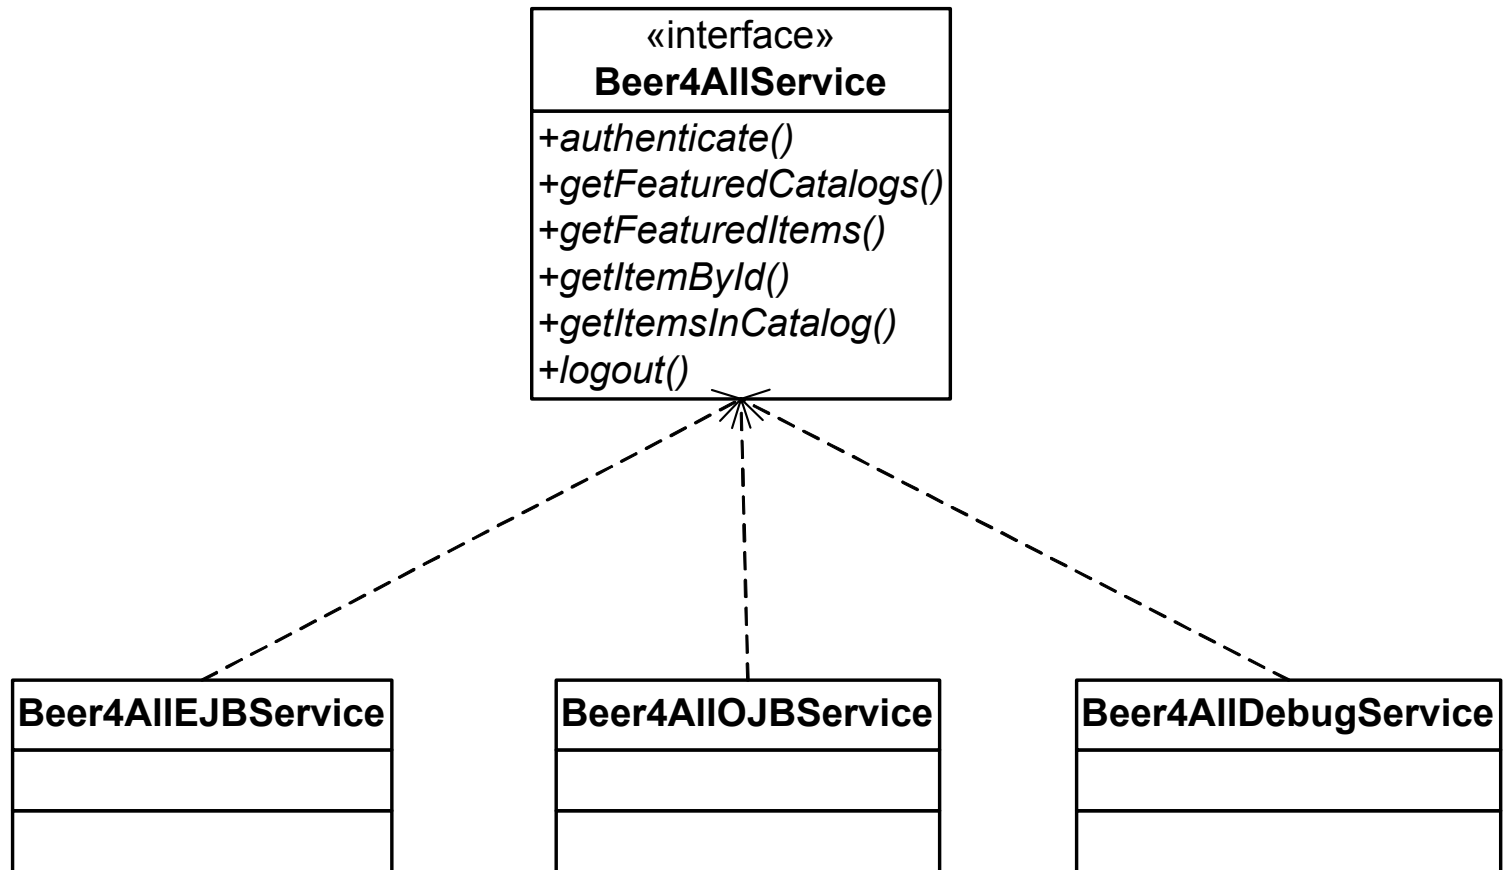 «interface»
Beer4AllService
+authenticate()
+getFeaturedCatalogs()
+getFeaturedItems()
+getItemById()
+getItemsInCatalog()
+logout()
Beer4AllEJBService
Beer4AllOJBService
Beer4AllDebugService